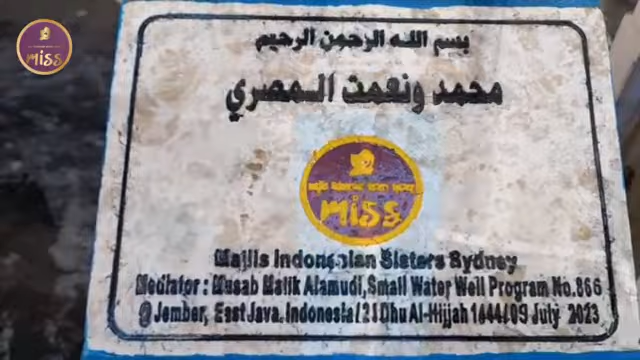 miss
بسم الله الرحمن الرحيم
محمد ونعمت المصري
miss
Majlis Indonesian Sisters Sydney
Mediator : Musab Malik Alamudi, Small Water Well Program No.866
@ Jember, East Java, Indonesia/21 Dhu Al-Hijjah 1444/09 July 2023